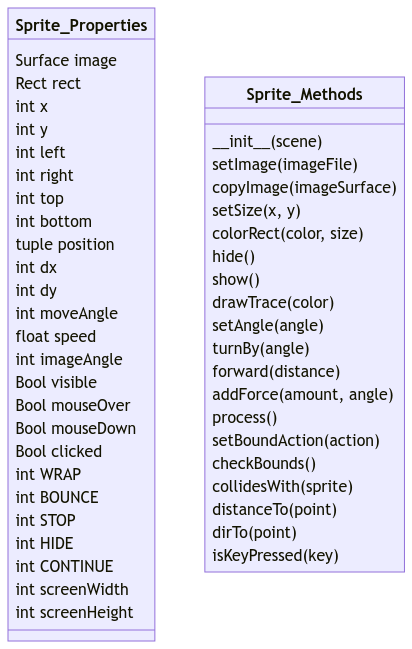 Sprite_Properties
Surface image
Rect rect
int x
int y
int left
int right
int top
int bottom
tuple position
int dx
int dy
int moveAngle
float speed
int imageAngle
Bool visible
Bool mouseOver
Bool mouseDown
Bool clicked
int WRAP
int BOUNCE
int STOP
int HIDE
int CONTINUE
int screenWidth
int screenHeight
Sprite_Methods
__init__(scene)
setImage(imageFile)
copyImage(imageSurface)
setSize(x, y)
colorRect(color, size)
hide()
show()
drawTrace(color)
setAngle(angle)
turnBy(angle)
forward(distance)
addForce(amount, angle)
process()
setBoundAction(action)
checkBounds()
collidesWith(sprite)
distanceTo(point)
dirTo(point)
isKeyPressed(key)